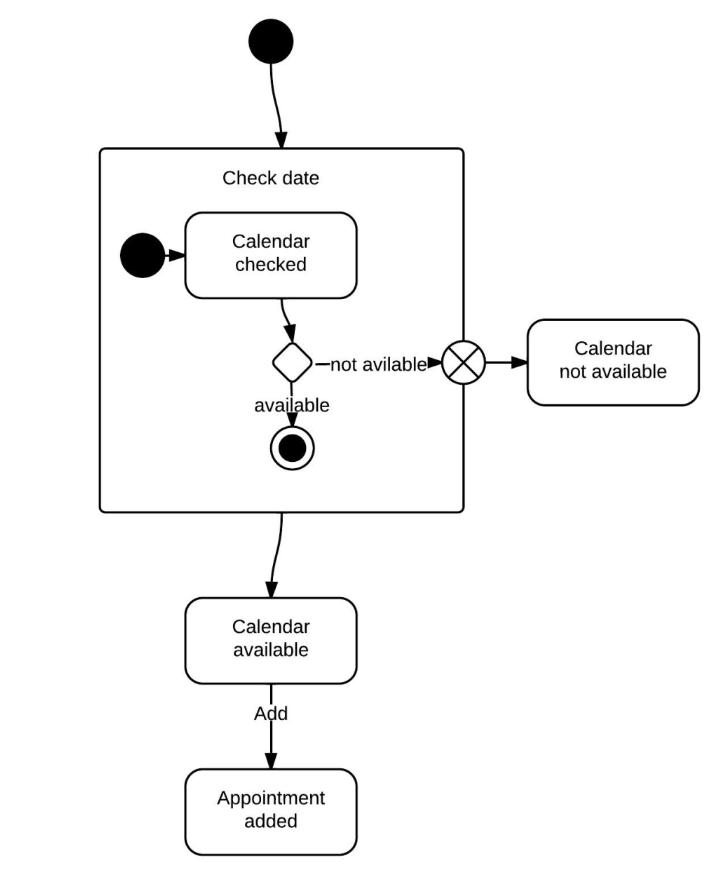 Check date
Calendar
checked
not avilable
Calendar
not available
available
Calendar
available
Add
Appointment
added